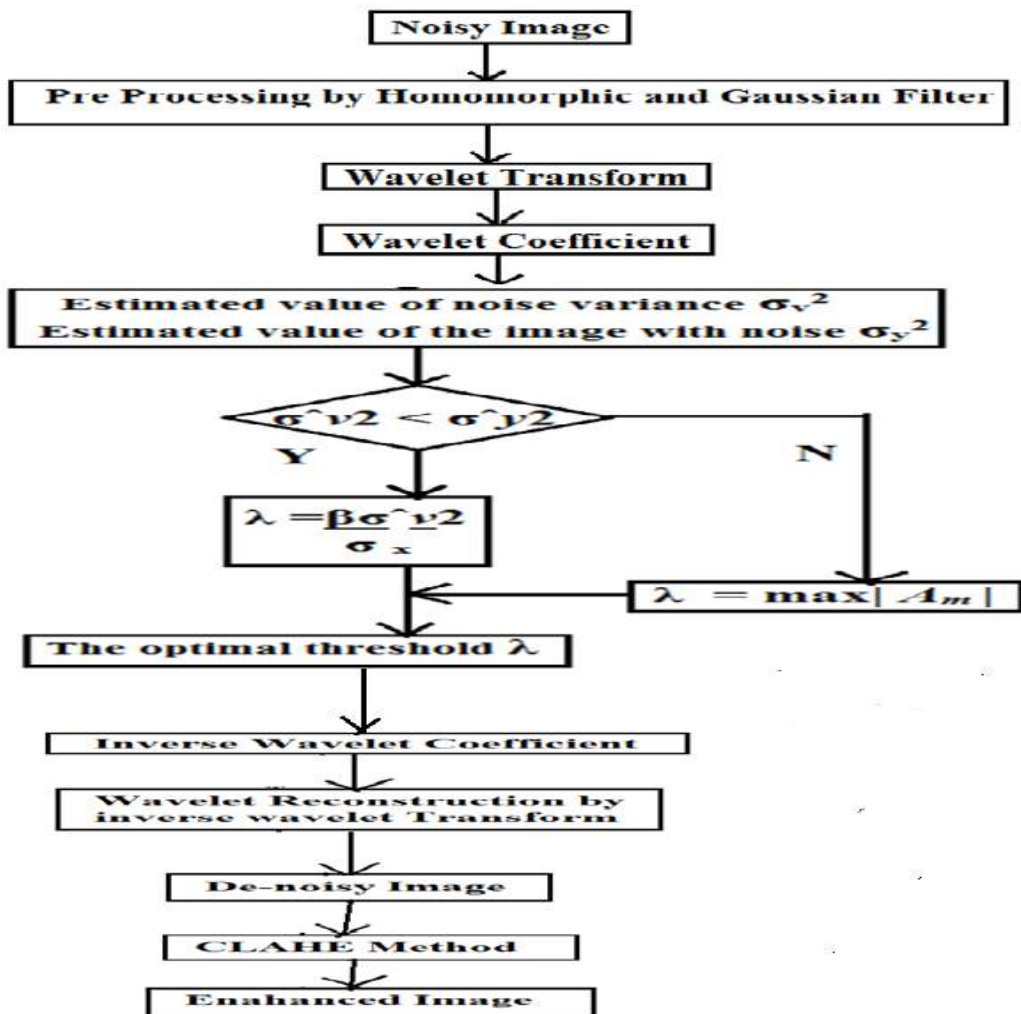 Noisy Image
Pre Processing by Homomorphic and Gaussian Filter
Wavelet Transform
Wavelet Coefficient
Estimated value of noise variance σᵥ²
Estimated value of the image with noise σy²
σ^ν2 < σ^y2
Y
N
λ =βσ^ν2
σ x
λ = max| Am |
The optimal threshold λ
Inverse Wavelet Coefficient
Wavelet Reconstruction by
inverse wavelet Transform
De-noisy Image
CLAHE Method
Enahanced Image